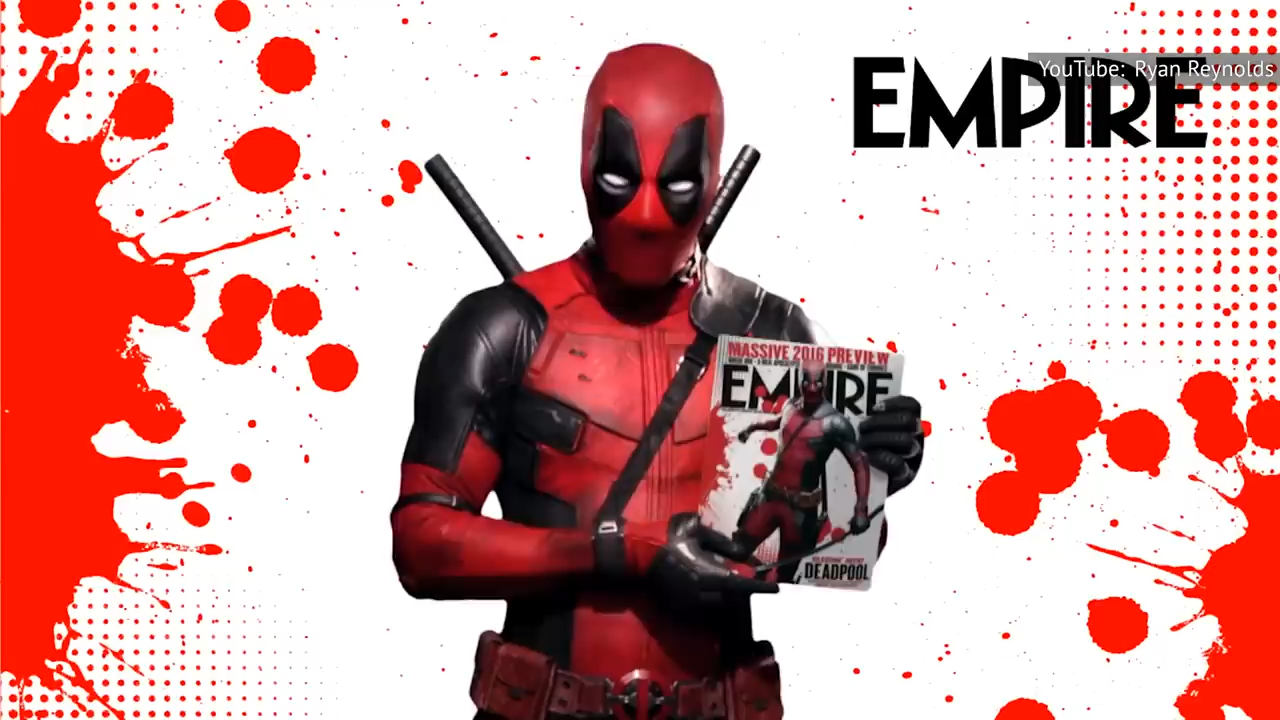 EMPIRE
YouTube: Ryan Reynolds
MASSIVE 2016 PREVIEW
EMPIRE
DEADPOOL